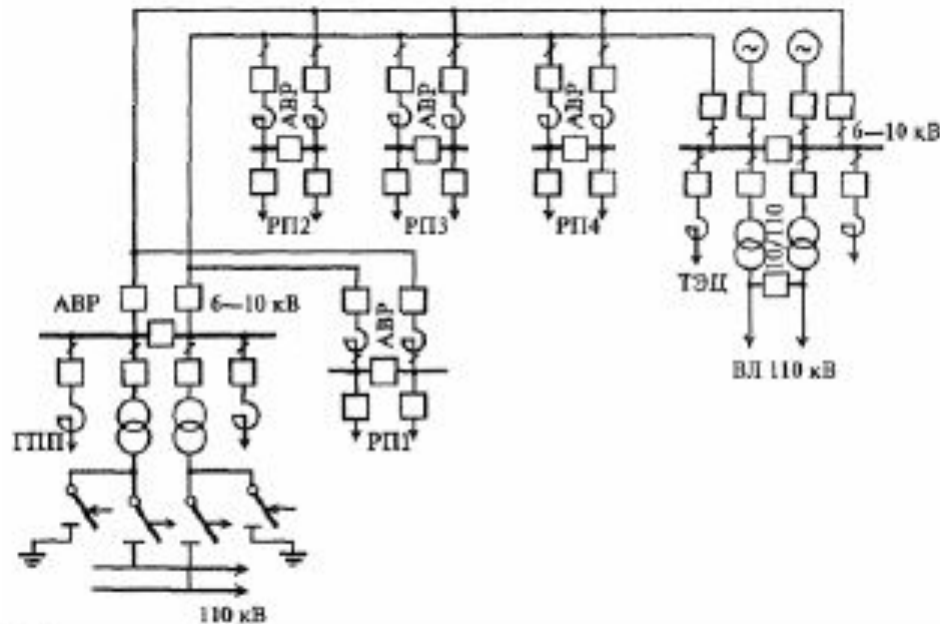 АВР
АВР
АВР
6—10 кВ
РП2
РП3
РП4
10/110
ТЭЦ
АВР
6—10 кВ
АВР
ВЛ 110 кВ
ГПП
РП1
110 кВ